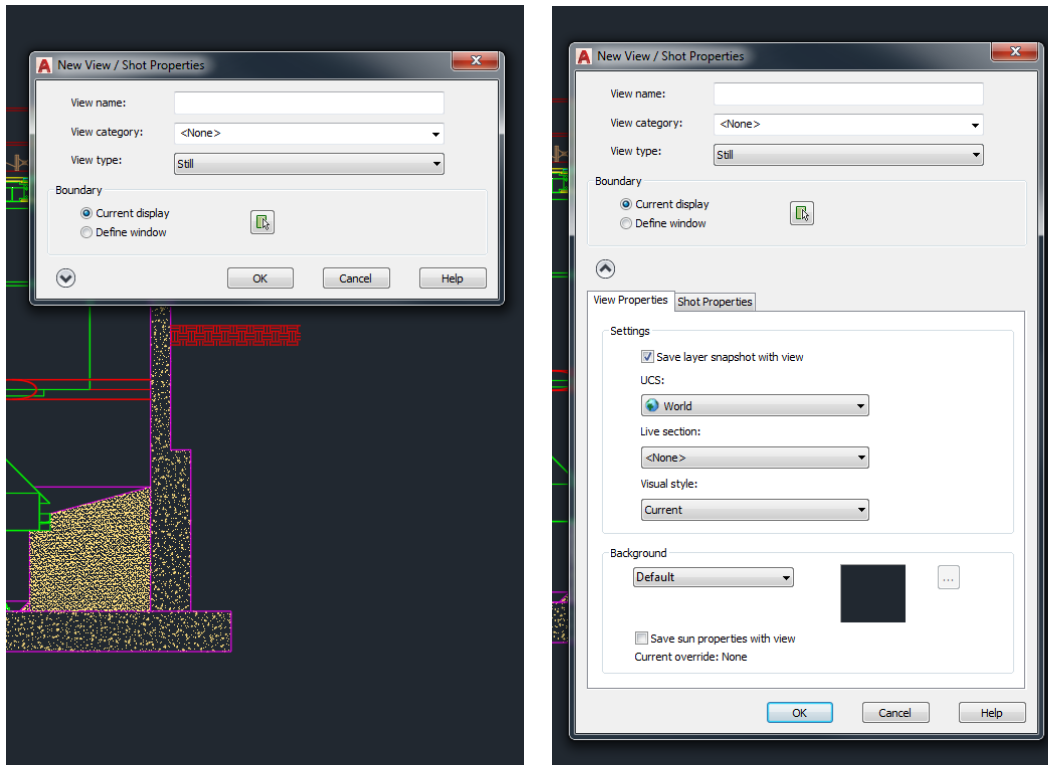 New View / Shot Properties
View name:
View category: <None>
View type: Still
Boundary
Current display
Define window
OK Cancel Help
New View / Shot Properties
View name:
View category: <None>
View type: Still
Boundary
Current display
Define window
View Properties Shot Properties
Settings
Save layer snapshot with view
UCS:
World
Live section:
<None>
Visual style:
Current
Background
Default ...
Save sun properties with view
Current override: None
OK Cancel Help